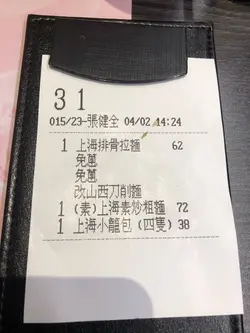 31
015/23-張健全 04/02 14:24
1 上海排骨拉麵 62
免蔥
免蔥
改山西刀削麵
1 (素)上海素炒粗麵 72
1 上海小籠包 (四隻) 38